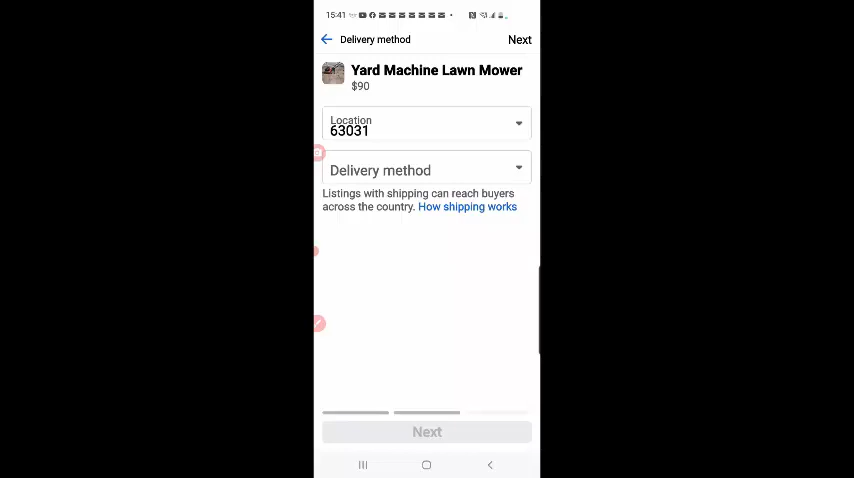 15:41
Delivery method
Next
Yard Machine Lawn Mower
$90
Location
63031
Delivery method
Listings with shipping can reach buyers
across the country. How shipping works
Next